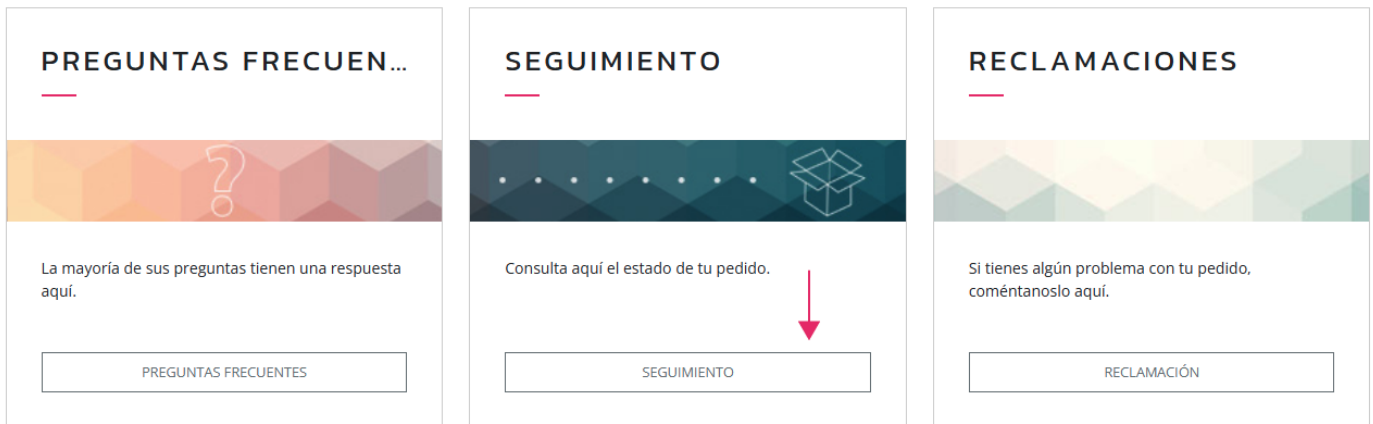 PREGUNTAS FRECUEN...
La mayoría de sus preguntas tienen una respuesta
aquí.
PREGUNTAS FRECUENTES
SEGUIMIENTO
Consulta aquí el estado de tu pedido.
SEGUIMIENTO
RECLAMACIONES
Si tienes algún problema con tu pedido,
coméntanoslo aquí.
RECLAMACIÓN